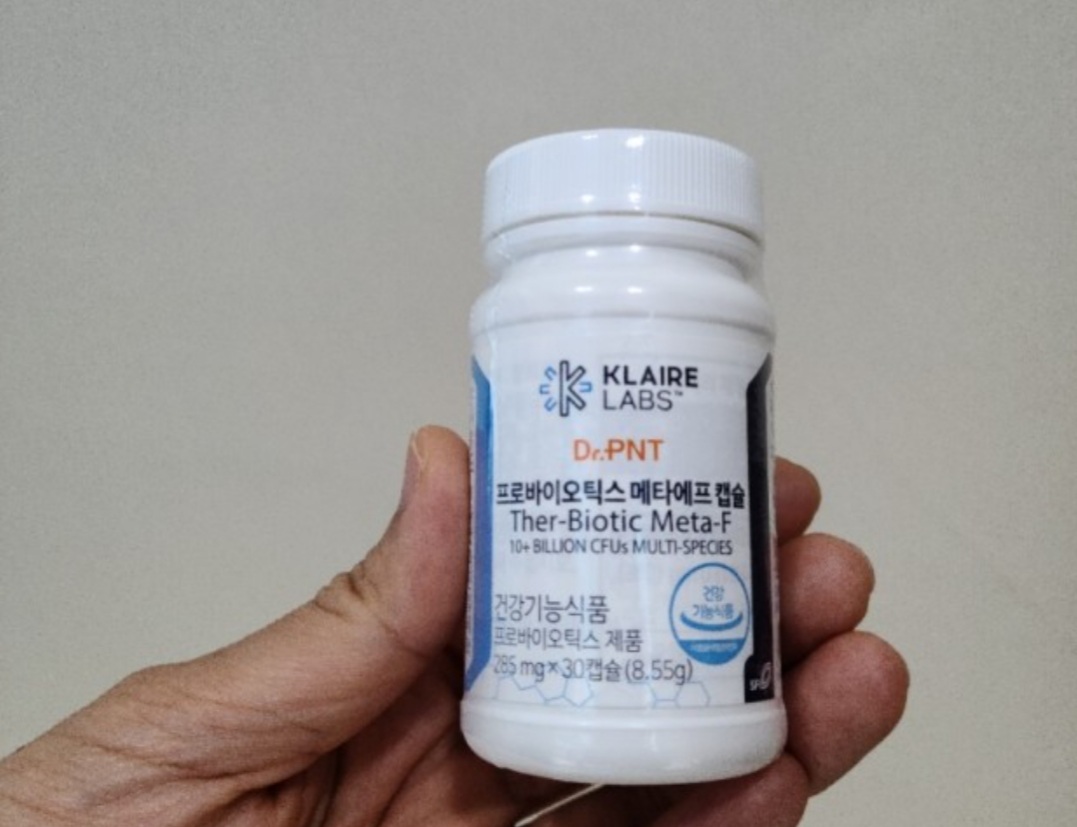 KLAIRE
LABS™
Dr.PNT
프로바이오틱스 메타에프 캡슐
Ther-Biotic Meta-F
10+ BILLION CFUs MULTI-SPECIES
건강기능식품
프로바이오틱스 제품
285 mg × 30캡슐 (8.55g)
건강
기능식품